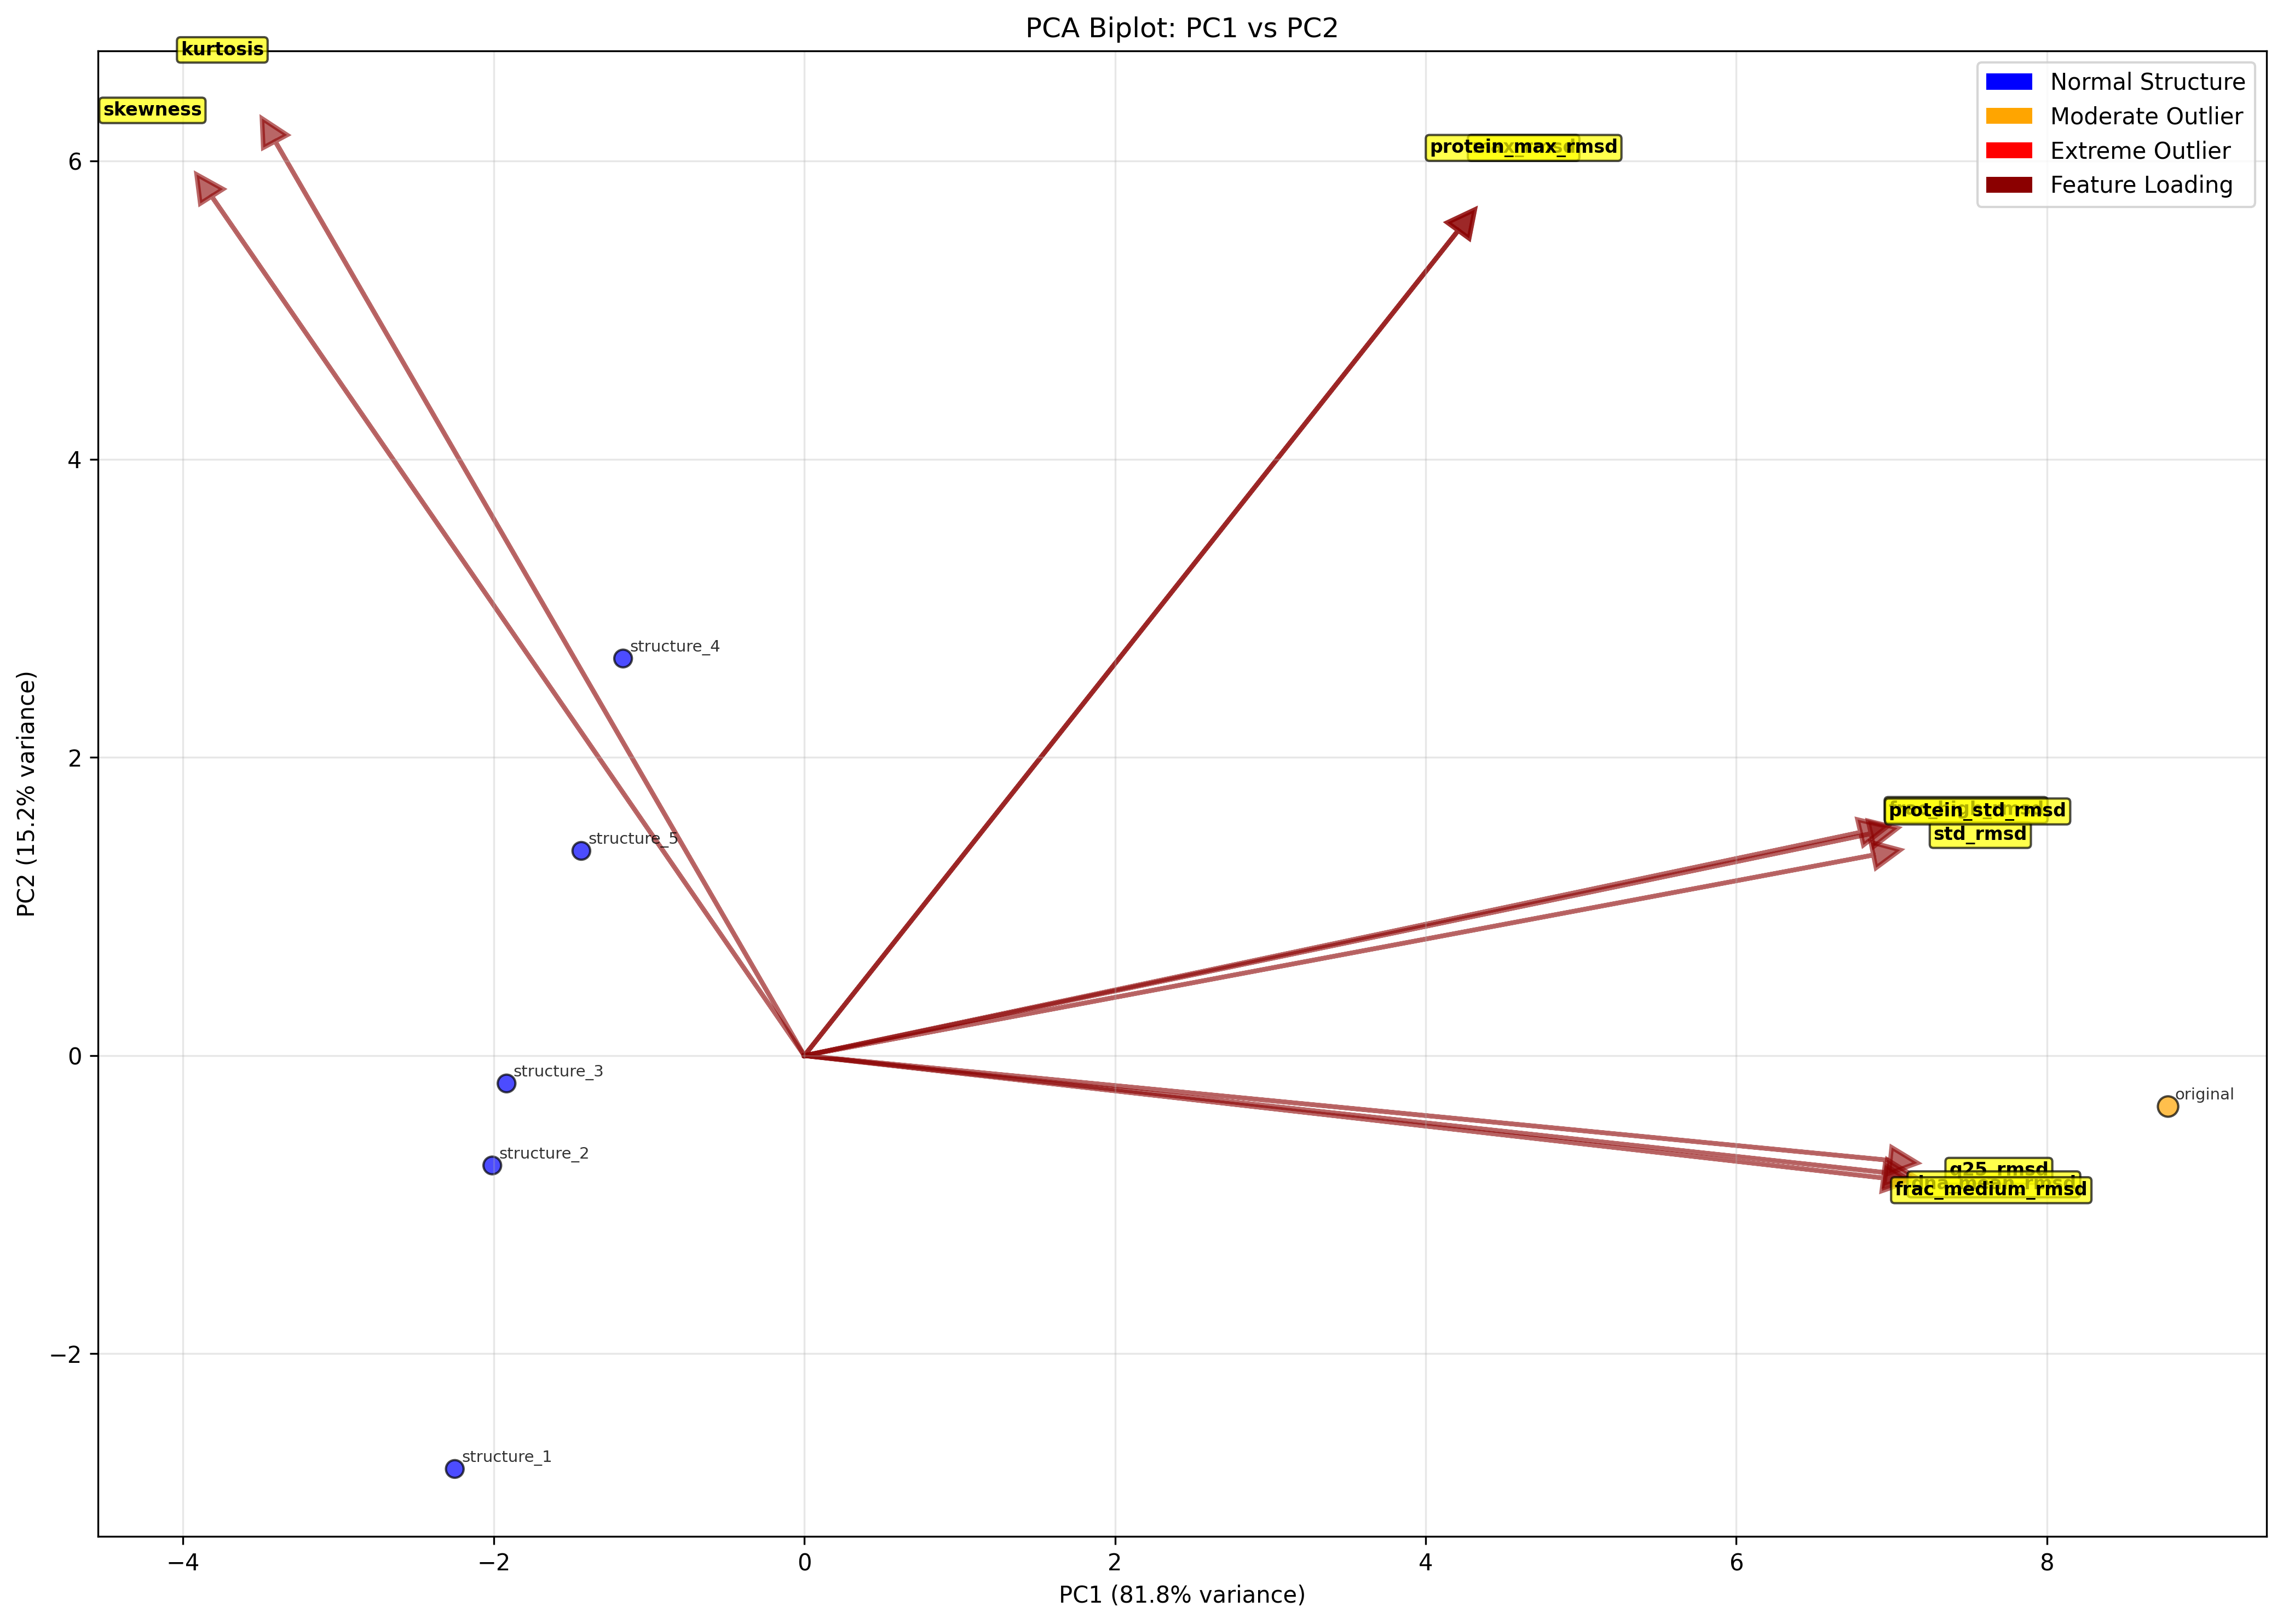 PCA Biplot: PC1 vs PC2
kurtosis
skewness
protein_max_rmsd
Normal Structure
Moderate Outlier
Extreme Outlier
Feature Loading
6
4
2
0
−2
structure_4
structure_5
protein_std_rmsd
std_rmsd
structure_3
structure_2
structure_1
original
q25_rmsd
frac_medium_rmsd
−4
−2
0
2
4
6
8
PC1 (81.8% variance)
PC2 (15.2% variance)